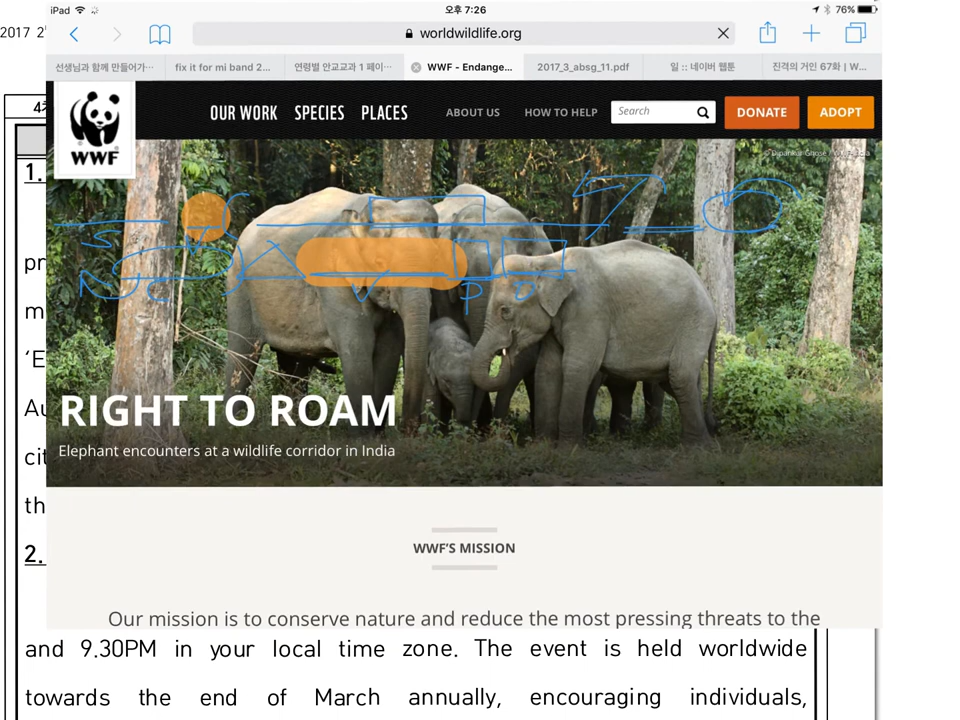 iPad 오후 7:26 76%
worldwildlife.org
선생님과 함께 만들어가… fix it for mi band 2… 연령별 안교교과 1 페이… WWF - Endange… 2017_3_absg_11.pdf 일 :: 네이버 웹툰 진격의 거인 67화 | W…
2017
WWF
OUR WORK SPECIES PLACES ABOUT US HOW TO HELP Search DONATE ADOPT
1.
pr
m
'E
RIGHT TO ROAM
Au
Elephant encounters at a wildlife corridor in India
cit
th
WWF'S MISSION
2.
Our mission is to conserve nature and reduce the most pressing threats to the
and 9.30PM in your local time zone. The event is held worldwide
towards the end of March annually, encouraging individuals,